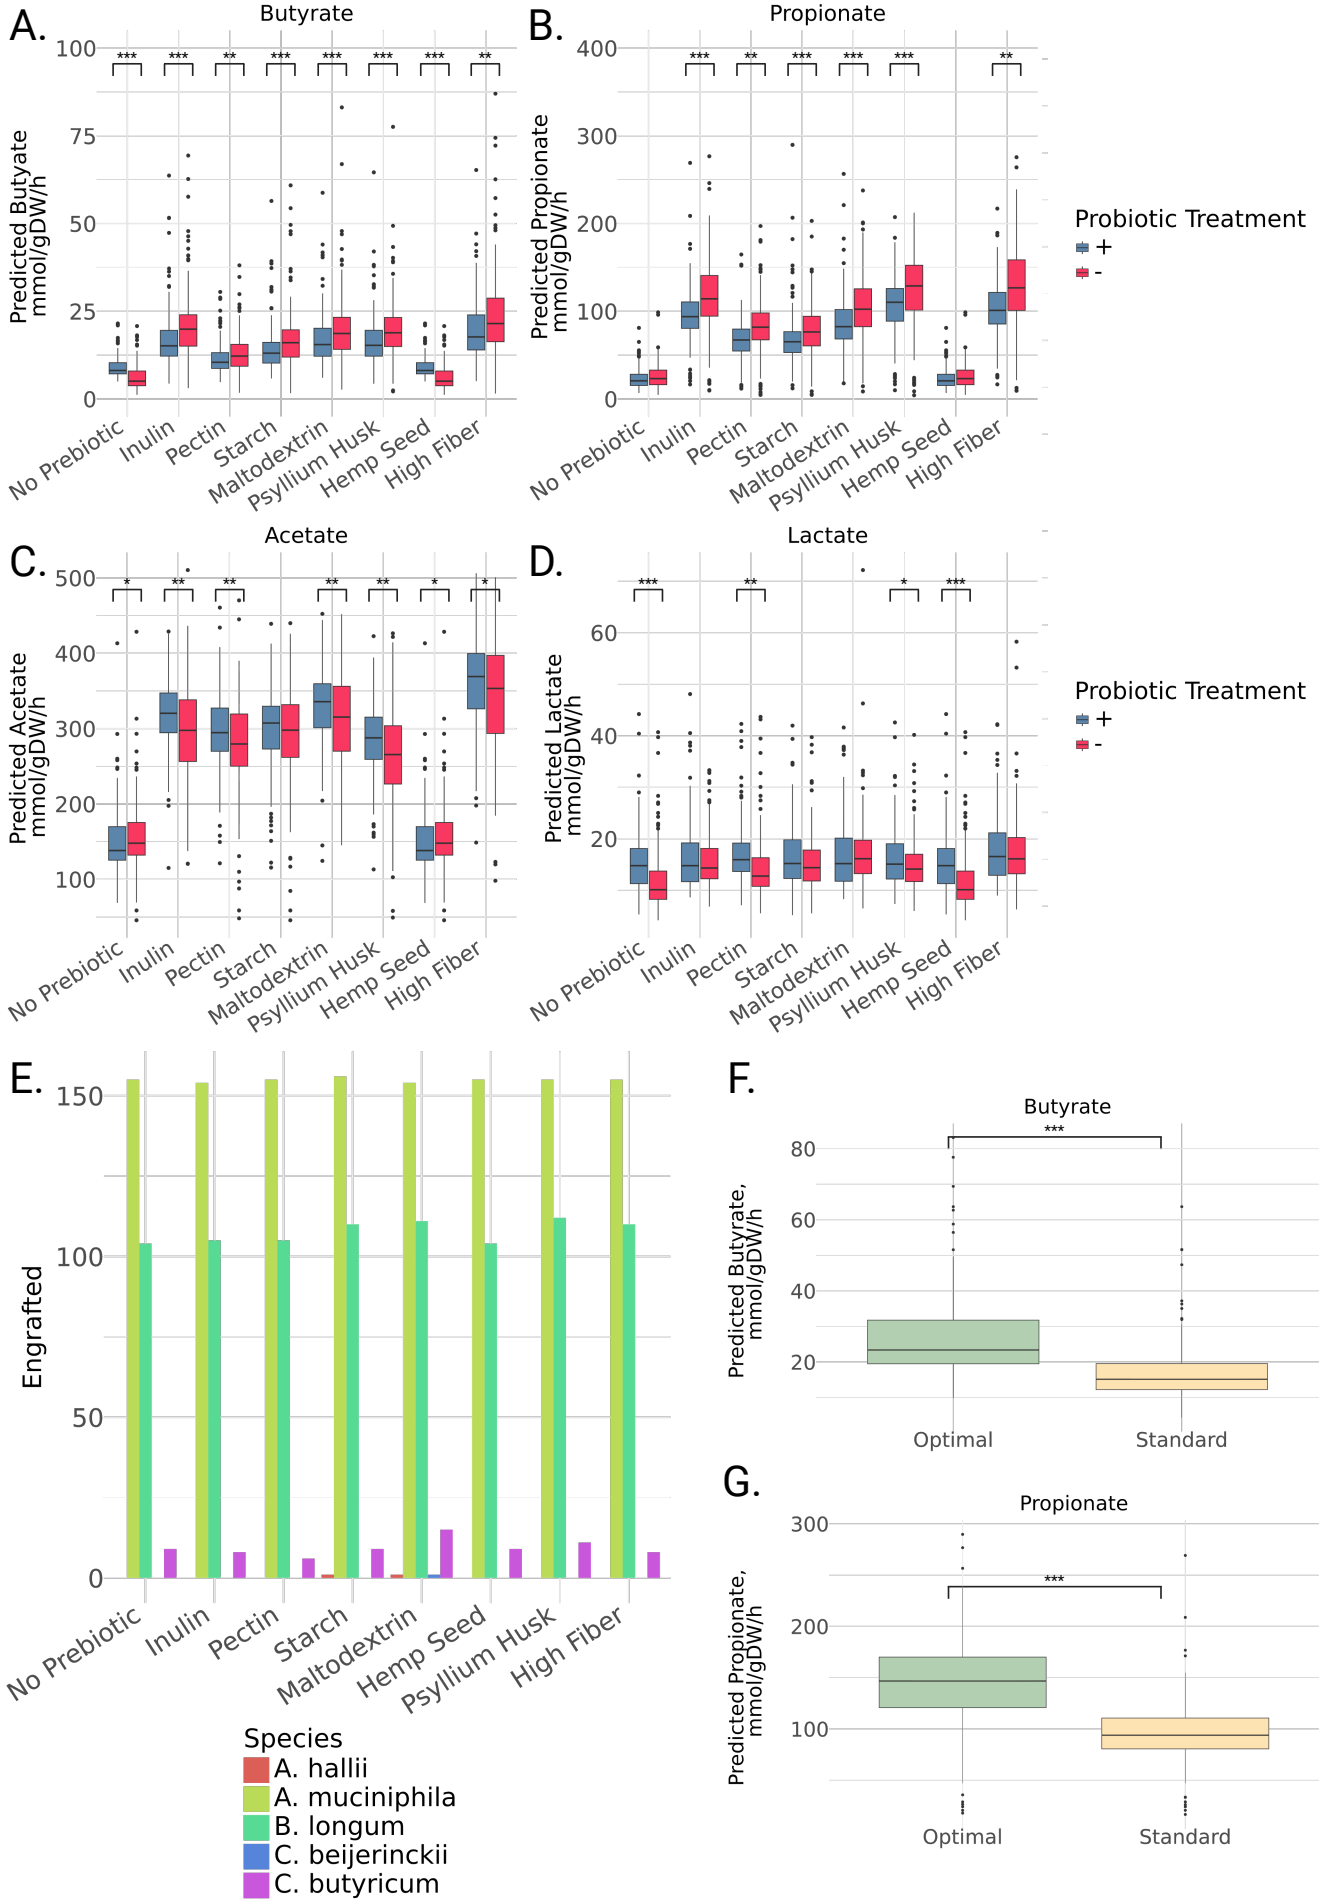 A.
Butyrate
Predicted Butyate
mmol/gDW/h
100
75
50
25
0
*** *** ** *** *** *** *** **
No Prebiotic
Inulin
Pectin
Starch
Maltodextrin
Psyllium Husk
Hemp Seed
High Fiber
B.
Propionate
Predicted Propionate
mmol/gDW/h
400
300
200
100
0
*** ** *** *** *** **
No Prebiotic
Inulin
Pectin
Starch
Maltodextrin
Psyllium Husk
Hemp Seed
High Fiber
Probiotic Treatment
+
-
C.
Acetate
Predicted Acetate
mmol/gDW/h
500
400
300
200
100
* ** ** ** ** * *
No Prebiotic
Inulin
Pectin
Starch
Maltodextrin
Psyllium Husk
Hemp Seed
High Fiber
D.
Lactate
Predicted Lactate
mmol/gDW/h
60
40
20
*** ** * ***
No Prebiotic
Inulin
Pectin
Starch
Maltodextrin
Psyllium Husk
Hemp Seed
High Fiber
Probiotic Treatment
+
-
E.
Engrafted
150
100
50
0
No Prebiotic
Inulin
Pectin
Starch
Maltodextrin
Hemp Seed
Psyllium Husk
High Fiber
Species
A. hallii
A. muciniphila
B. longum
C. beijerinckii
C. butyricum
F.
Butyrate
Predicted Butyrate,
mmol/gDW/h
80
60
40
20
***
Optimal
Standard
G.
Propionate
Predicted Propionate,
mmol/gDW/h
300
200
100
***
Optimal
Standard